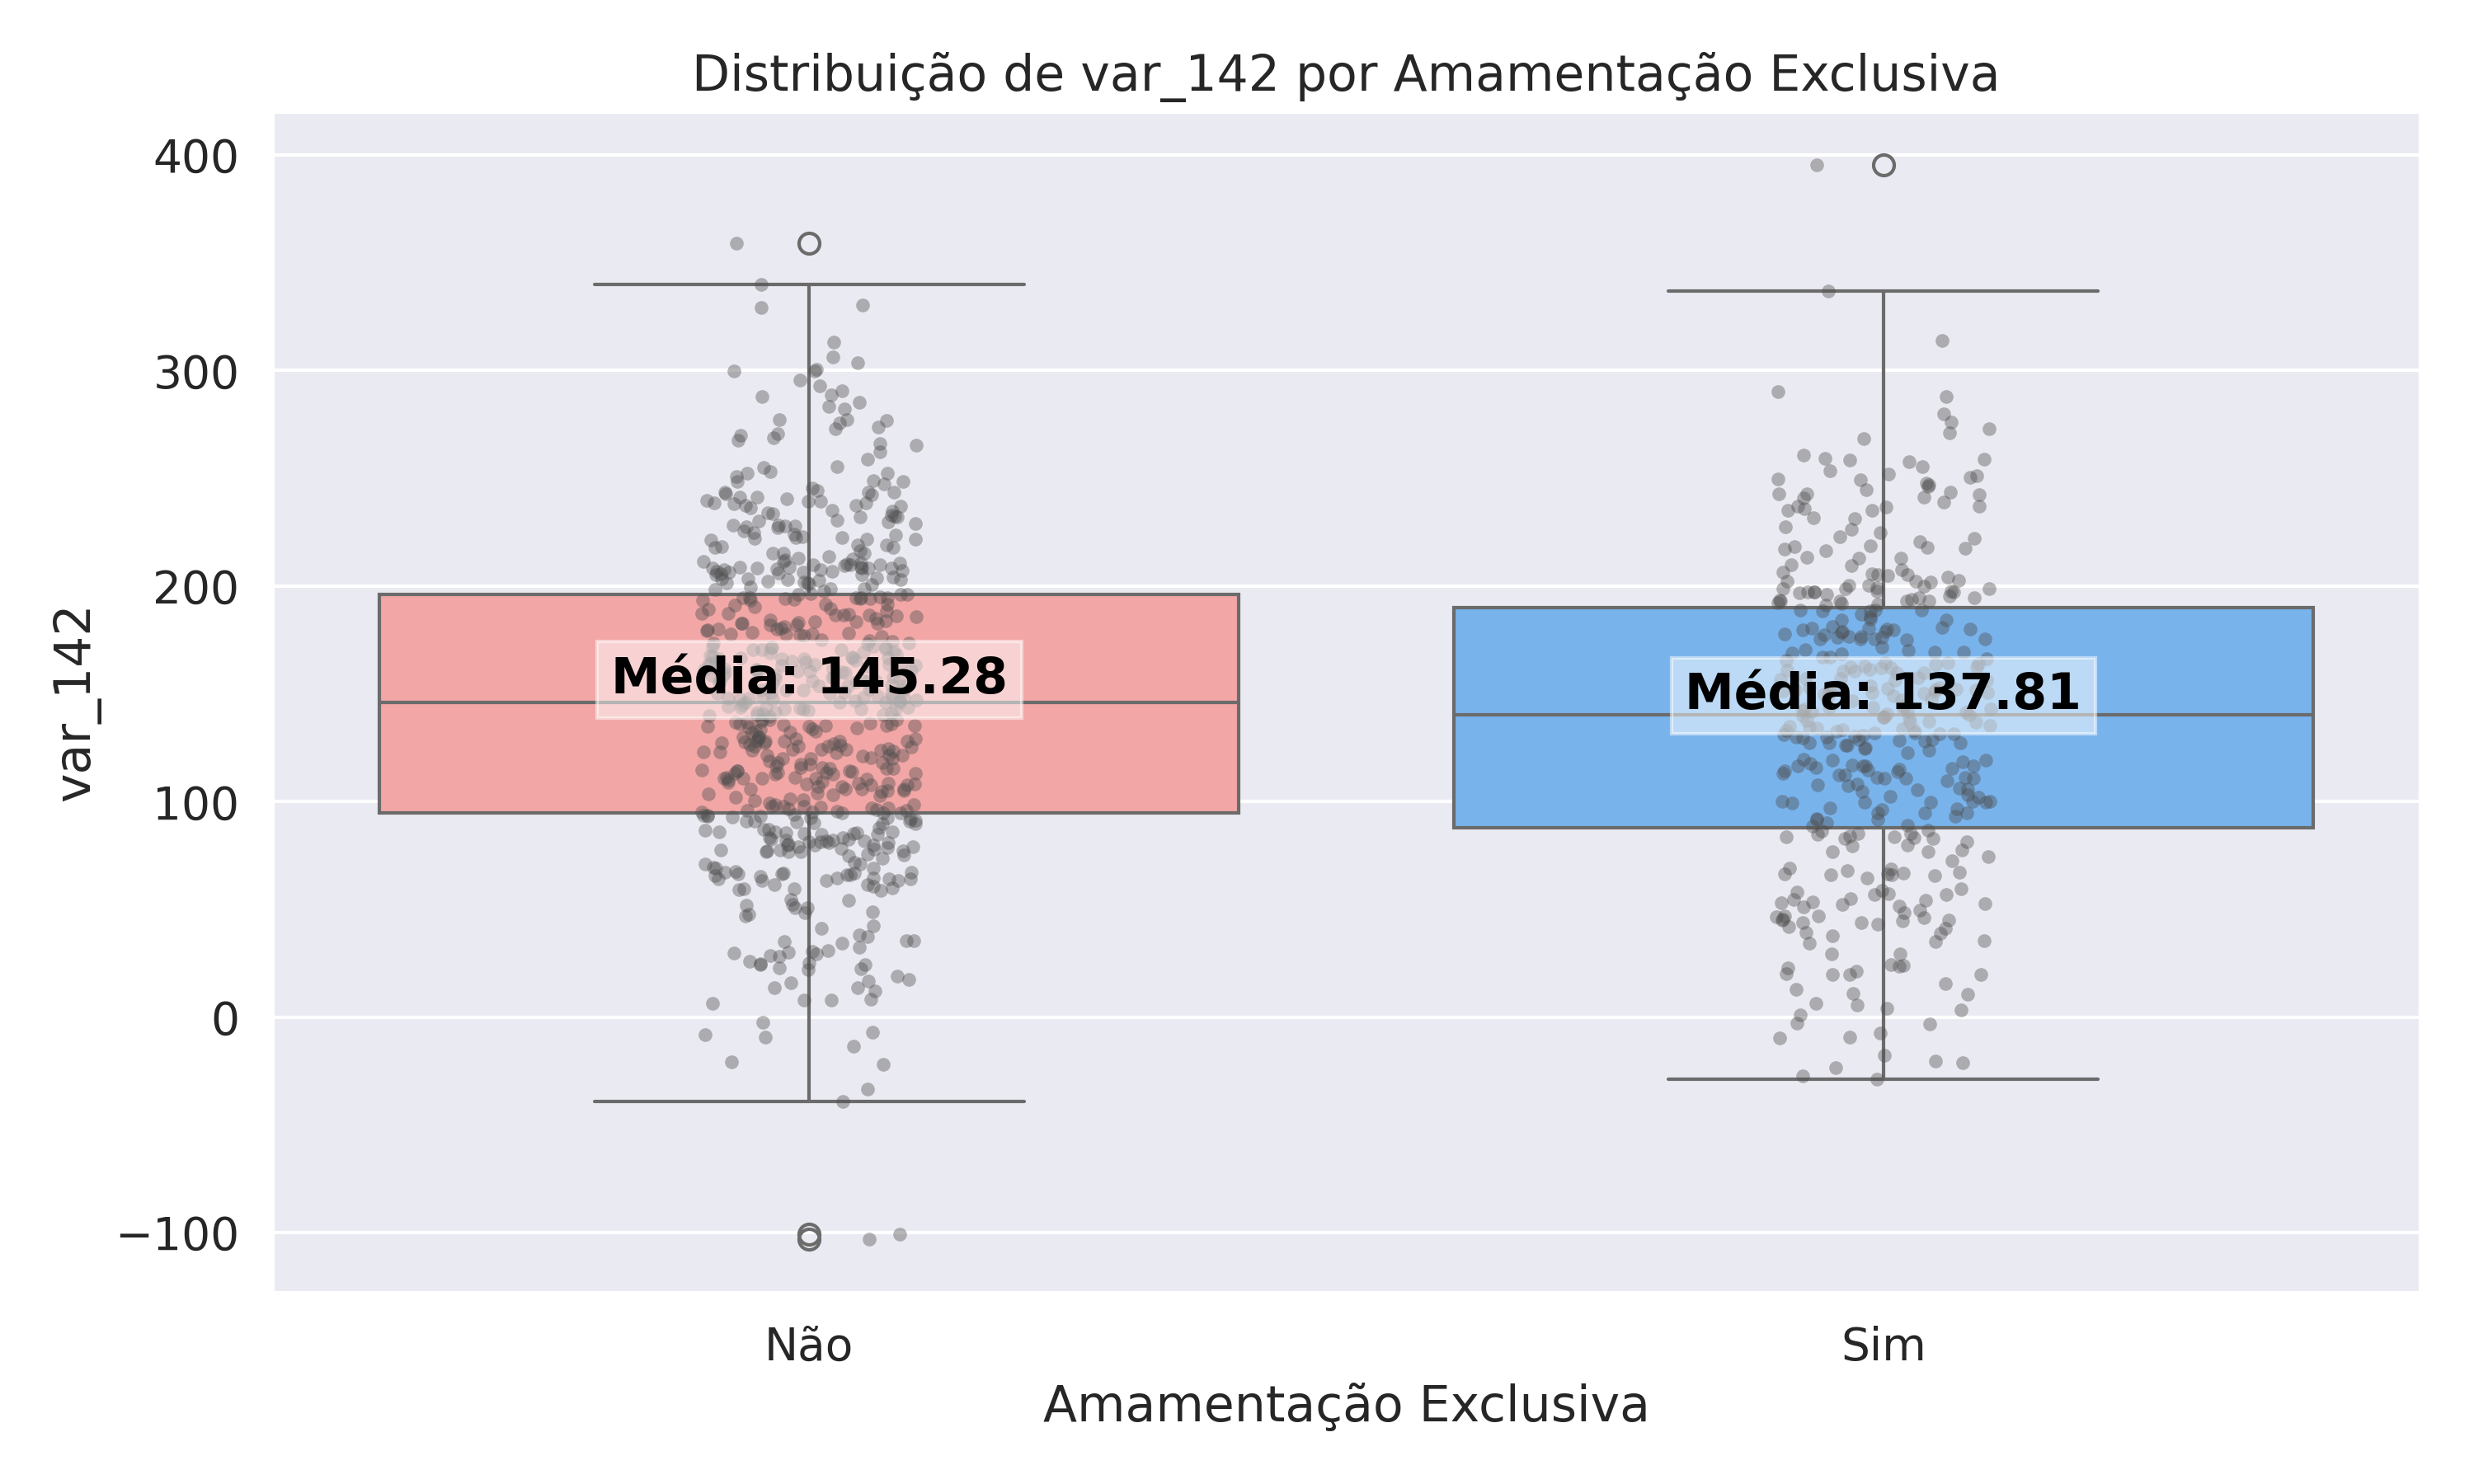 Distribuição de var_142 por Amamentação Exclusiva
400
300
200
100
0
−100
var_142
Média: 145.28
Média: 137.81
Não
Sim
Amamentação Exclusiva